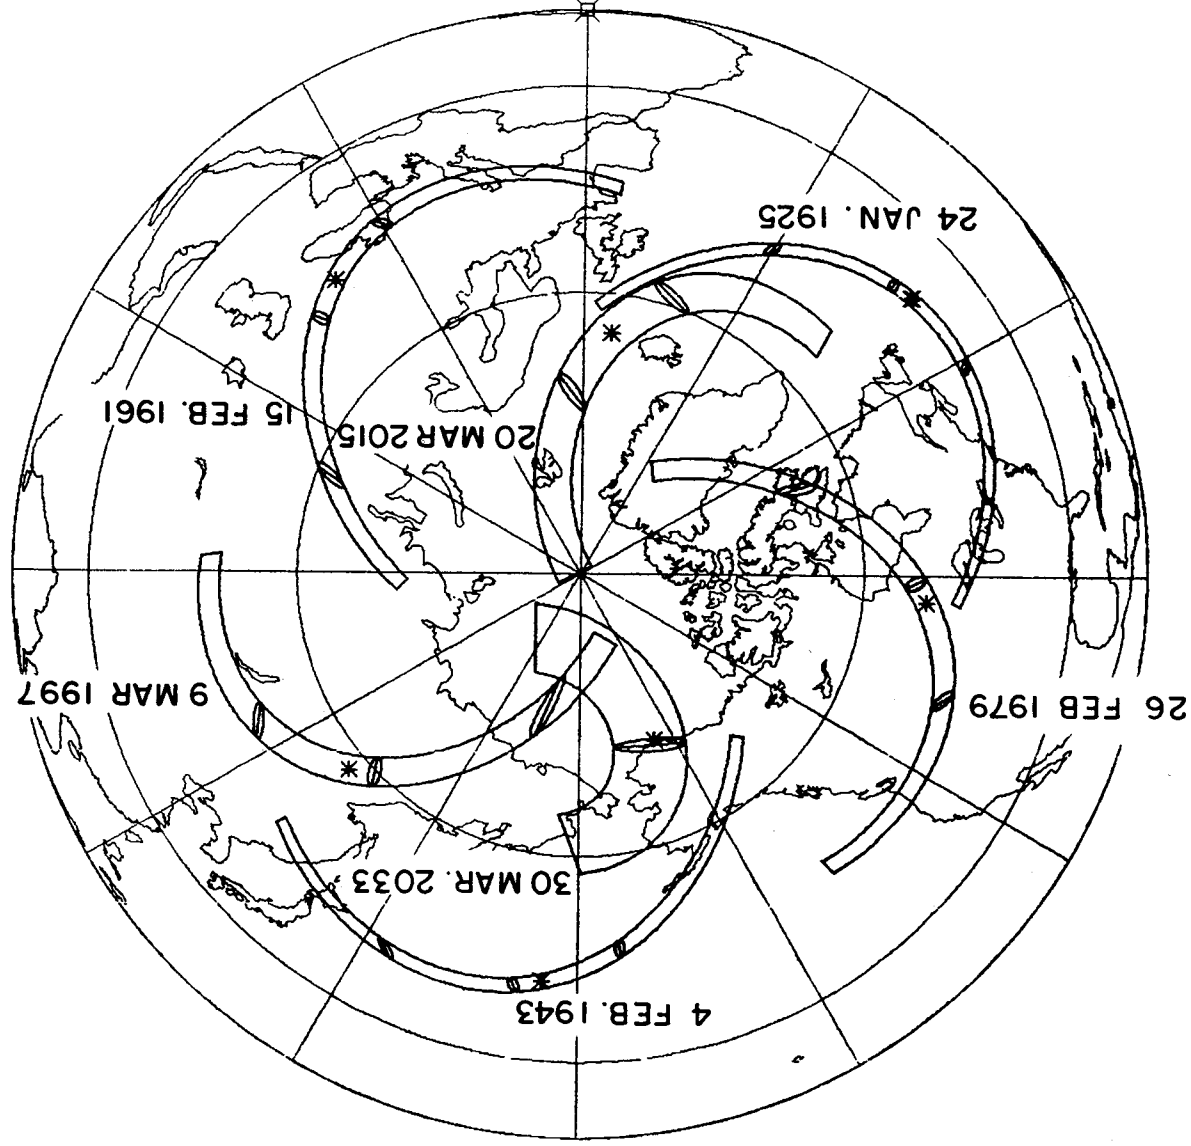 24 JAN. 1925
15 FEB. 1961
20 MAR 2015
9 MAR 1997
26 FEB 1979
30 MAR. 2033
4 FEB. 1943